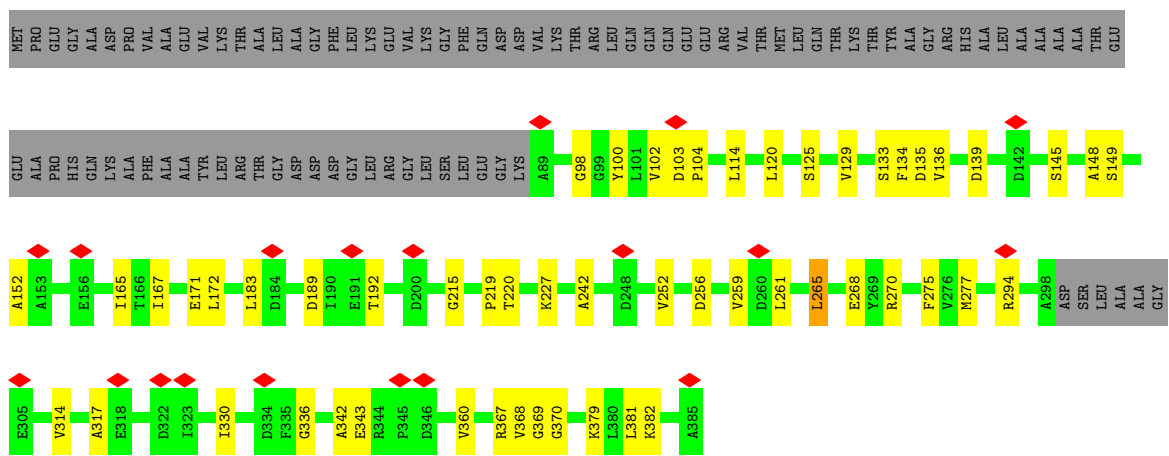 MET PRO GLU GLY ALA ASP PRO VAL ALA GLU VAL LYS THR ALA LEU ALA GLY PHE LEU LYS GLU VAL LYS GLY PHE GLN ASP ASP VAL LYS THR ARG LEU GLN GLN GLN GLU GLU ARG VAL THR MET LEU GLN THR LYS THR TYR ALA GLY ARG HIS ALA LEU ALA ALA ALA ALA ALA THR GLU
GLU ALA PRO HIS GLN LYS ALA PHE ALA ALA TYR LEU ARG THR GLY ASP ASP ASP GLY LEU ARG GLY LEU SER LEU GLU GLY LYS A89 G98 G99 Y100 L101 V102 D103 P104 L114 L120 S125 V129 S133 F134 D135 V136 D139 D142 S145 A148 S149
A152 A153 E156 I165 T166 I167 E171 L172 L183 D184 D189 I190 E191 T192 D200 G215 P219 T220 K227 A242 D248 V252 D256 V259 D260 L261 L265 E268 Y269 R270 F275 V276 M277 R294 A298 ASP SER LEU ALA ALA GLY
E305 V314 A317 E318 D322 I323 I330 D334 F335 G336 A342 E343 R344 P345 D346 V360 R367 V368 G369 G370 K379 L380 L381 K382 A385